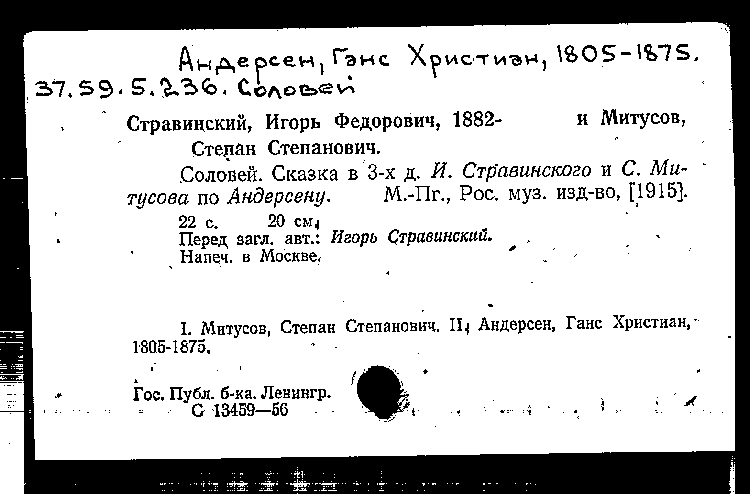 Андерсен, Ганс Христиан, 1805-1875.
37.59.5.236. Соловей
Стравинский, Игорь Федорович, 1882- и Митусов,
Степан Степанович.
Соловей. Сказка в 3-х д. И. Стравинского и С. Ми-
тусова по Андерсену. М.-Пг., Рос. муз. изд-во, [1915].
22 с. 20 см.
Перед загл. авт.: Игорь Стравинский.
Напеч. в Москве.
I. Митусов, Степан Степанович. II. Андерсен, Ганс Христиан,
1805-1875.
Гос. Публ. б-ка. Ленингр.
С 13459—56